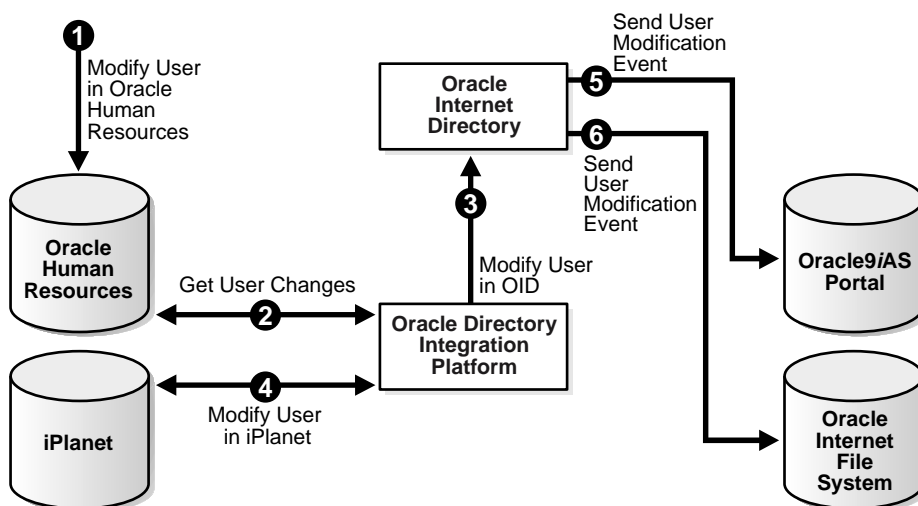 1
Modify User
in Oracle
Human
Resources
Oracle
Human
Resources
Get User Changes
2
iPlanet
4
Modify User
in iPlanet
Oracle
Internet
Directory
3
Modify User
in OID
Oracle Directory
Integration
Platform
Send User
Modification
Event
5
6
Send
User
Modification
Event
Oracle9iAS
Portal
Oracle
Internet
File
System